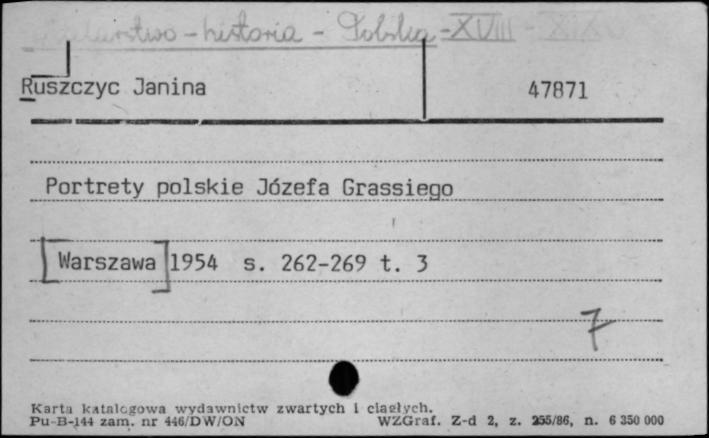 malarstwo - historia - Polska - XVIII - XIX
Ruszczyc Janina 47871
Portrety polskie Józefa Grassiego
[Warszawa] 1954 s. 262-269 t. 3
7
Karta katalogowa wydawnictw zwartych i ciągłych.
Pu-B-144 zam. nr 446/DW/ON WZGraf. Z-d 2, z. 255/86, n. 6 350 000